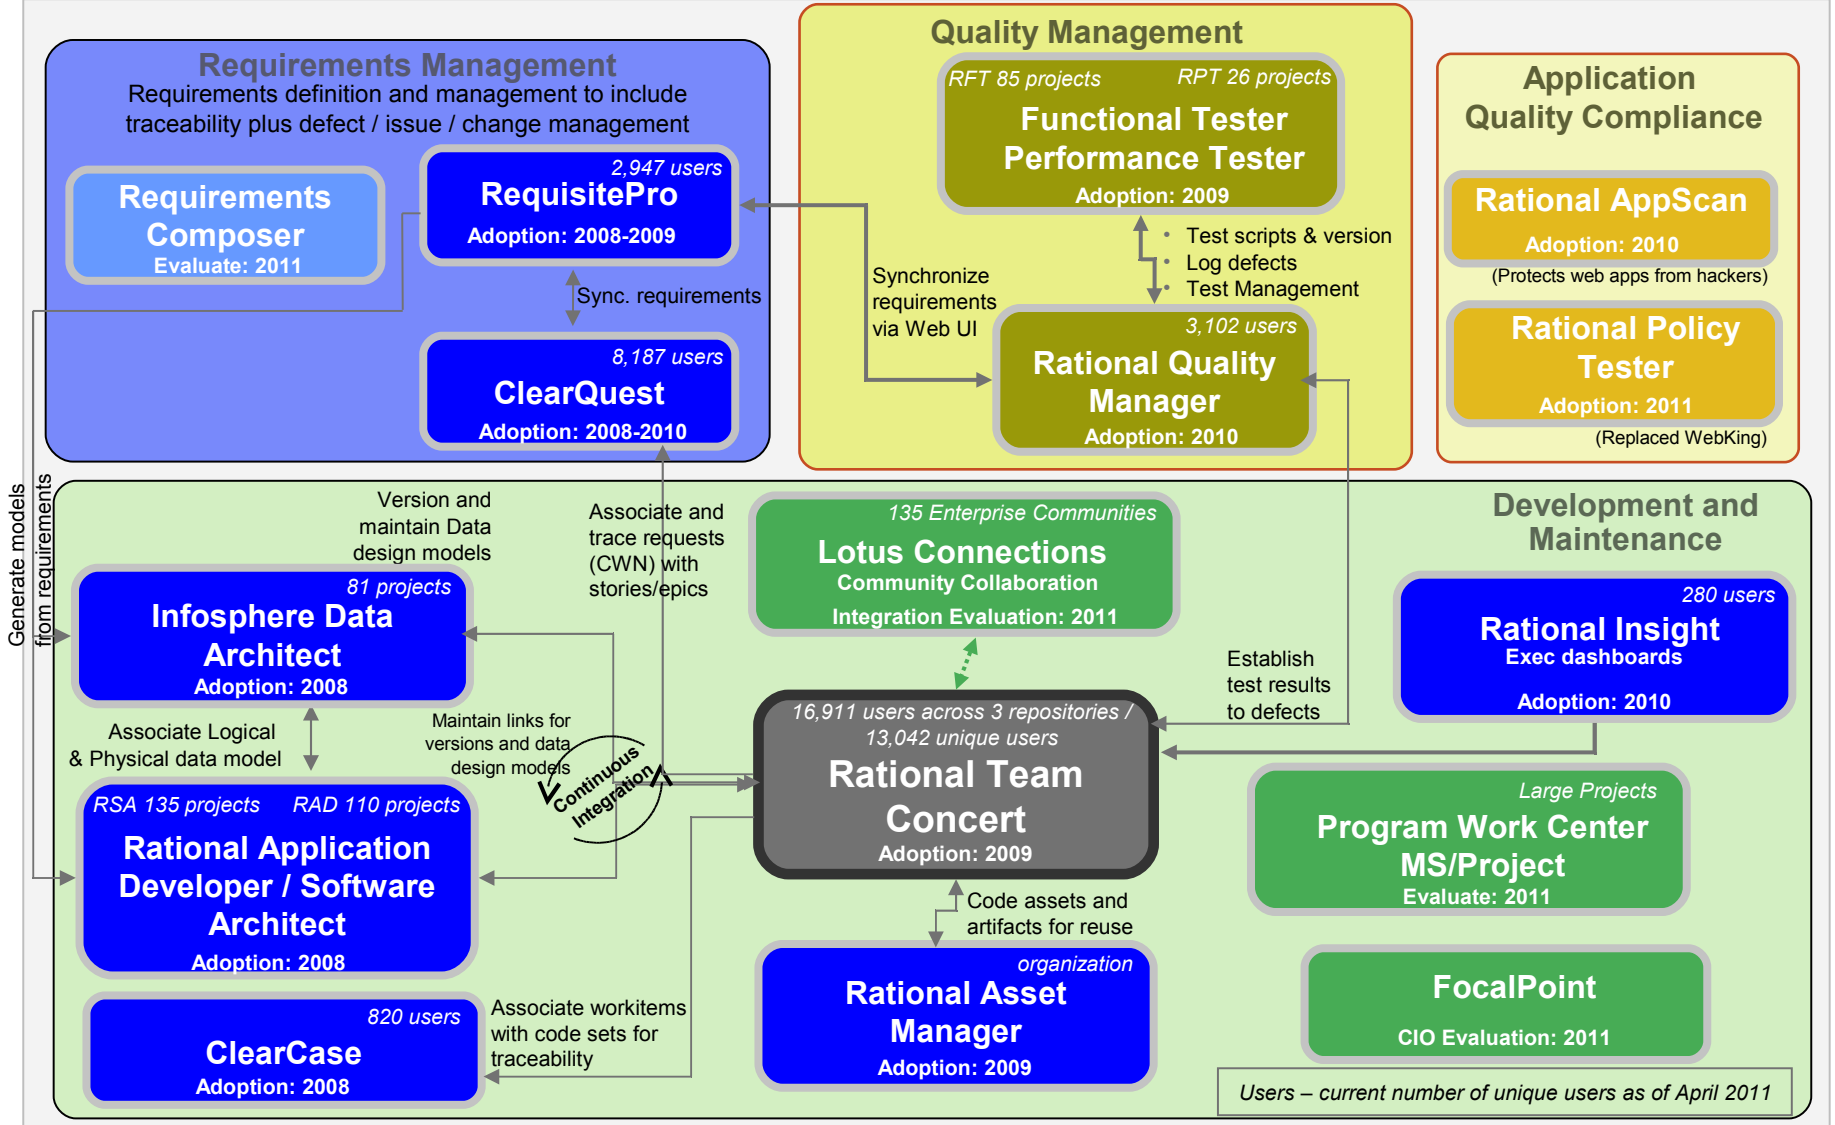 Requirements Management
Requirements definition and management to include
traceability plus defect / issue / change management
Requirements
Composer
Evaluate: 2011
2,947 users
RequisitePro
Adoption: 2008-2009
Sync. requirements
8,187 users
ClearQuest
Adoption: 2008-2010
Quality Management
RFT 85 projects
RPT 26 projects
Functional Tester
Performance Tester
Adoption: 2009
• Test scripts & version
• Log defects
• Test Management
Synchronize
requirements
via Web UI
3,102 users
Rational Quality
Manager
Adoption: 2010
Application
Quality Compliance
Rational AppScan
Adoption: 2010
(Protects web apps from hackers)
Rational Policy
Tester
Adoption: 2011
(Replaced WebKing)
Generate models
from requirements
Development and
Maintenance
Version and
maintain Data
design models
Associate and
trace requests
(CWN) with
stories/epics
135 Enterprise Communities
Lotus Connections
Community Collaboration
Integration Evaluation: 2011
81 projects
Infosphere Data
Architect
Adoption: 2008
280 users
Rational Insight
Exec dashboards
Adoption: 2010
Establish
test results
to defects
Associate Logical
& Physical data model
Maintain links for
versions and data
design models
Continuous
Integration
16,911 users across 3 repositories /
13,042 unique users
Rational Team
Concert
Adoption: 2009
RSA 135 projects
RAD 110 projects
Rational Application
Developer / Software
Architect
Adoption: 2008
Large Projects
Program Work Center
MS/Project
Evaluate: 2011
Code assets and
artifacts for reuse
organization
Rational Asset
Manager
Adoption: 2009
FocalPoint
CIO Evaluation: 2011
820 users
ClearCase
Adoption: 2008
Associate workitems
with code sets for
traceability
Users – current number of unique users as of April 2011